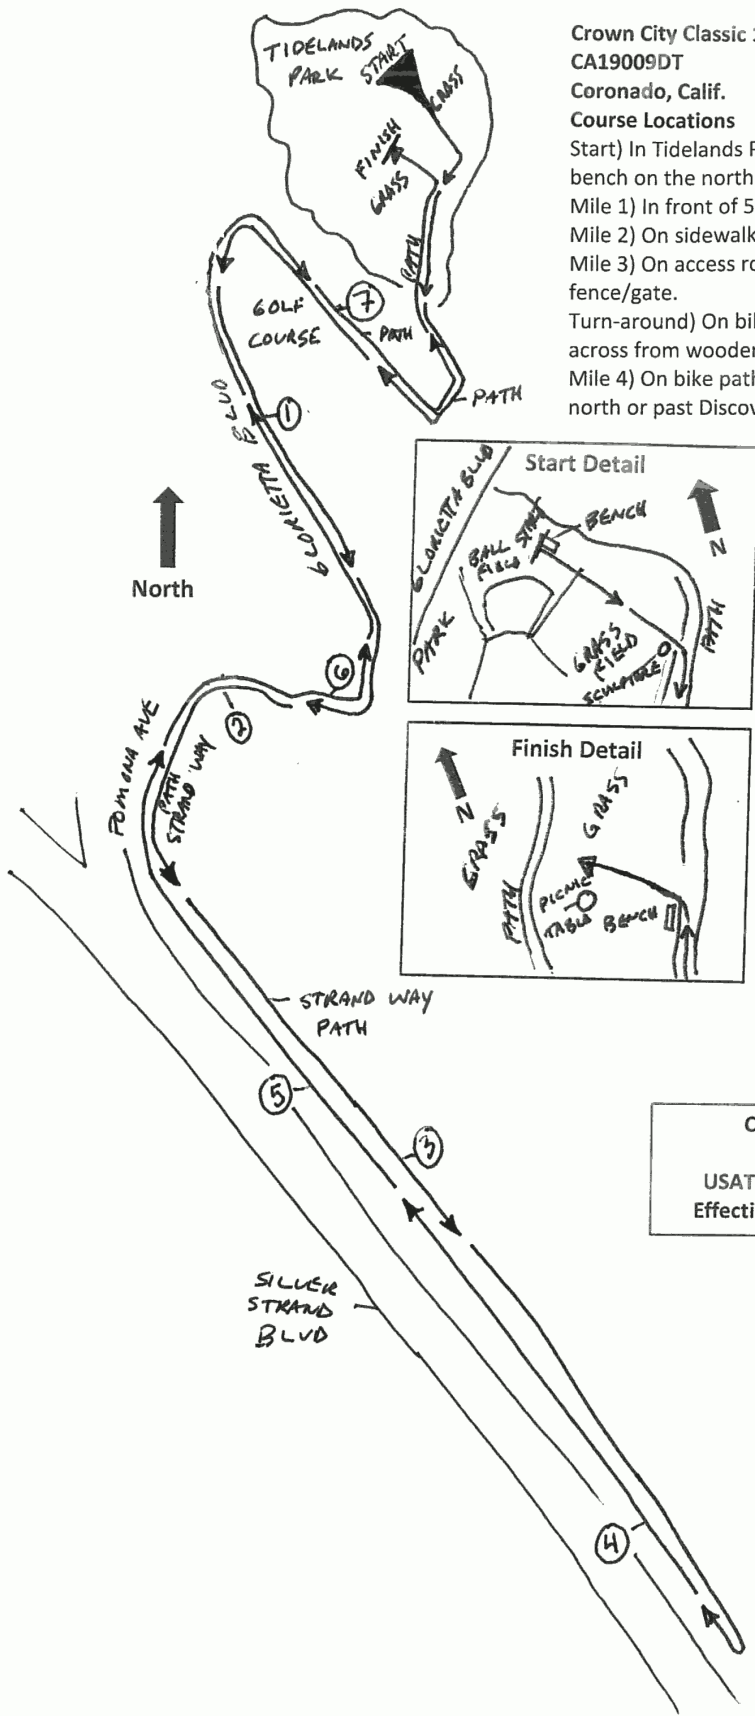 TIDELANDS
PARK
START
GRASS
FINISH
GRASS
PATH
Crown City Classic
CA19009DT
Coronado, Calif.
Course Locations
Start) In Tidelands
bench on the north
Mile 1) In front of 5
Mile 2) On sidewalk
Mile 3) On access
fence/gate.
Turn-around) On
across from
Mile 4) On bike path
north or past
7
GOLF
COURSE
PATH
PATH
1
GLORIETTA BLVD
North
Start Detail
GLORIETTA BLVD
BALL
FIELD
START
BENCH
N
PATH
PARK
GRASS
FIELD
SCULPTURE
6
2
POMONA AVE
PATH
STRAND WAY
Finish Detail
N
GRASS
GRASS
PATH
PICNIC
TABLE
BENCH
STRAND WAY
PATH
5
3
USAT
SILVER
STRAND
BLVD
4